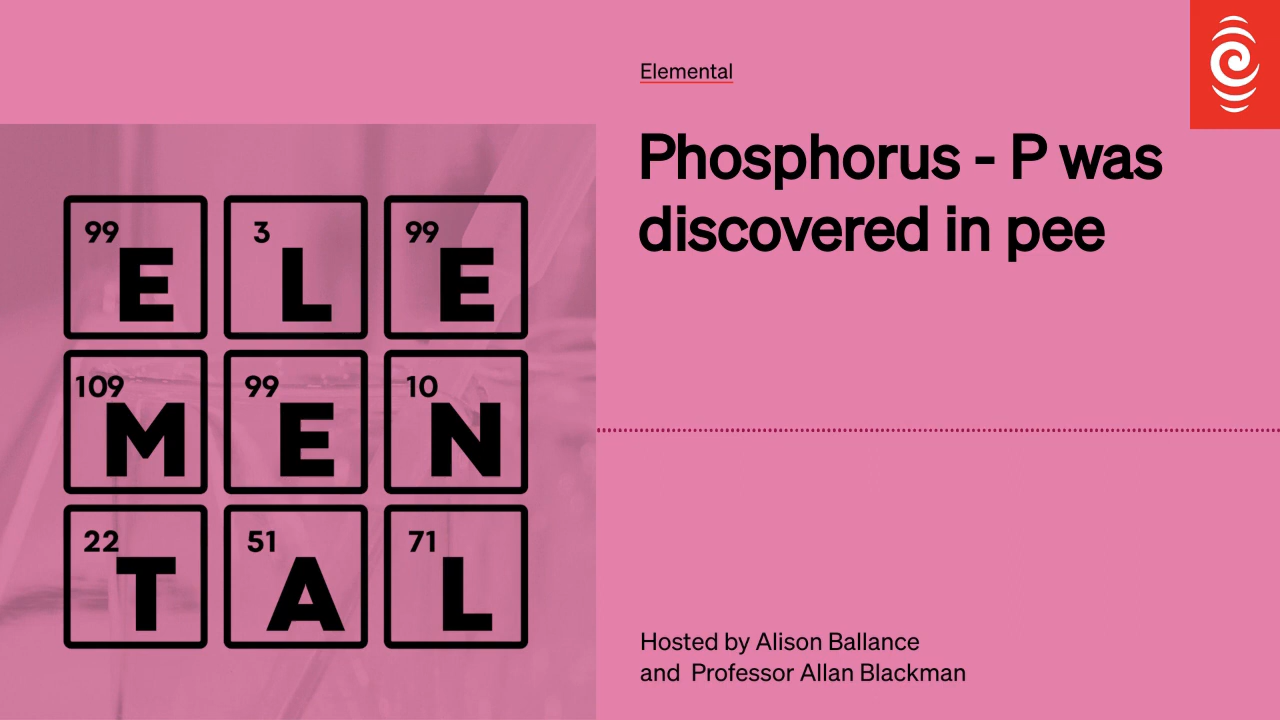 Elemental
Phosphorus - P was
discovered in pee
99 E 3 L 99 E
109 M 99 E 10 N
22 T 51 A 71 L
Hosted by Alison Ballance
and Professor Allan Blackman